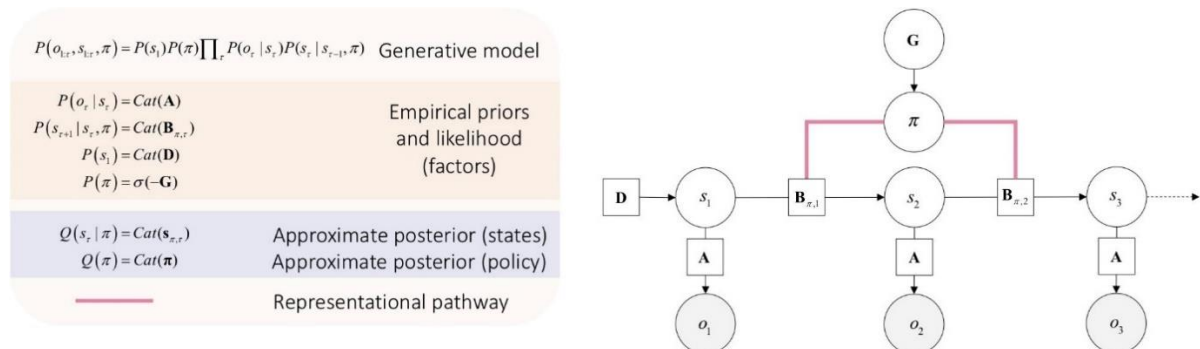 P(o₁:τ, s₁:τ, π) = P(s₁)P(π)∏τ P(oτ | sτ)P(sτ | sτ₋₁, π) Generative model
P(oτ | sτ) = Cat(A)
P(sτ₊₁ | sτ, π) = Cat(Bπ,τ)
P(s₁) = Cat(D)
P(π) = σ(−G)
Empirical priors
and likelihood
(factors)
Q(sτ | π) = Cat(sπ,τ) Approximate posterior (states)
Q(π) = Cat(π) Approximate posterior (policy)
Representational pathway
G
π
D s₁ Bπ,1 s₂ Bπ,2 s₃
A A A
o₁ o₂ o₃